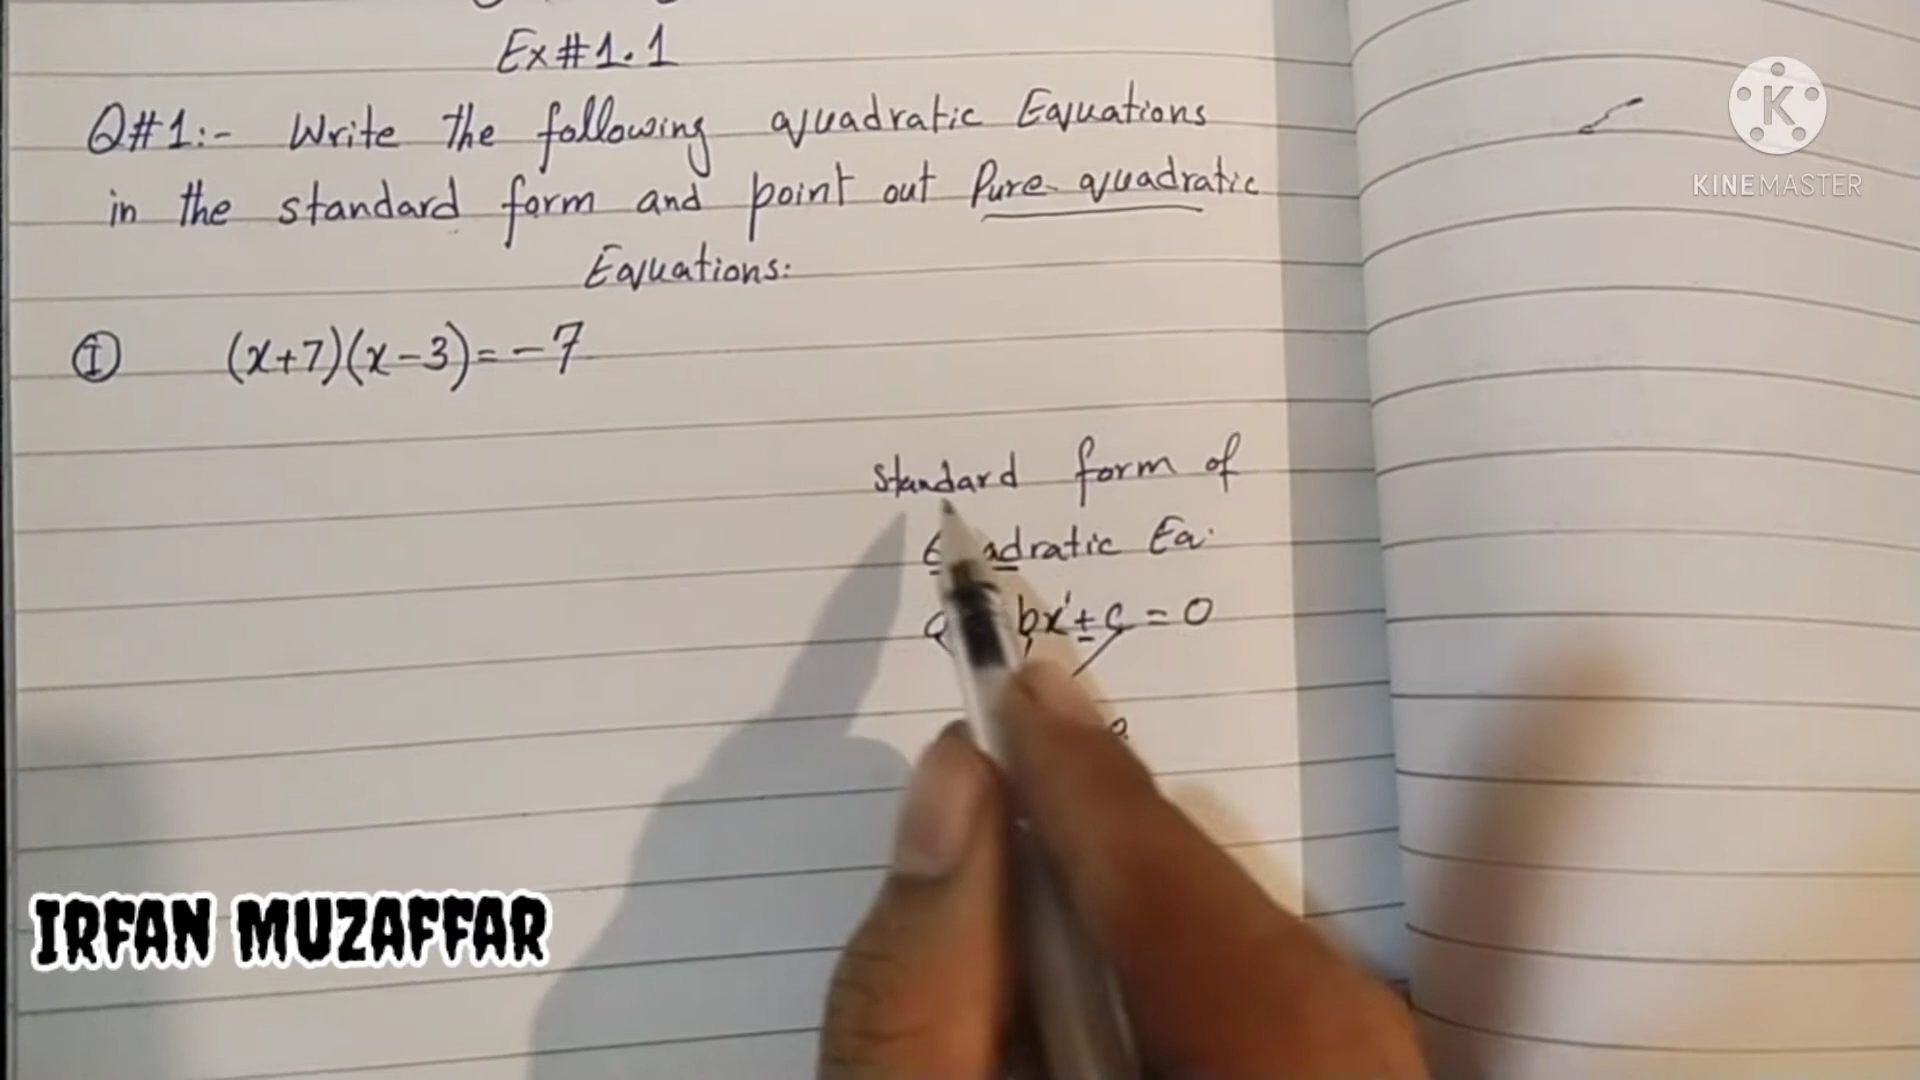 Ex#1.1
Q#1:- Write the following quadratic Equations
in the standard form and point out Pure quadratic
Equations:
① (x+7)(x-3)=-7
Standard form of
dratic Eq.
bx+c=0
KINEMASTER
IRFAN MUZAFFAR